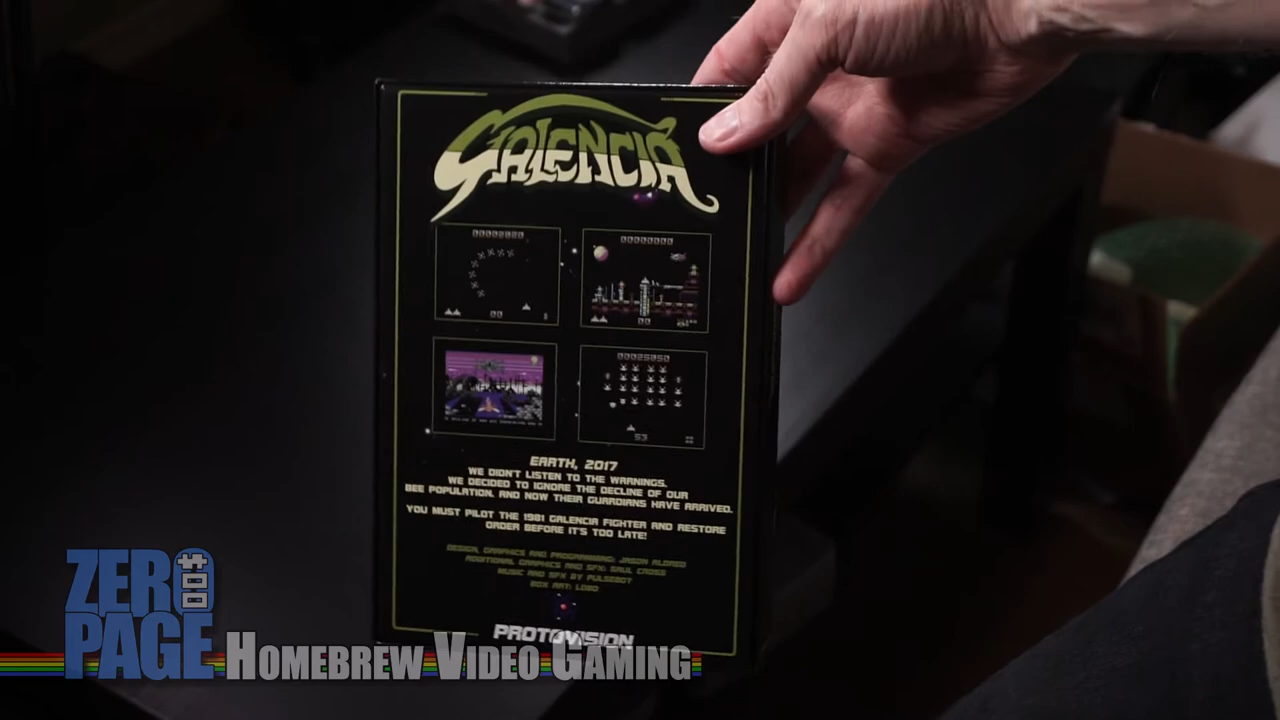 GALENCIA
EARTH, 2017
WE DIDN'T LISTEN TO THE WARNINGS.
WE DECIDED TO IGNORE THE DECLINE OF OUR
BEE POPULATION. AND NOW THEIR GUARDIANS HAVE ARRIVED.
YOU MUST PILOT THE 1981 GALENCIA FIGHTER AND RESTORE
ORDER BEFORE IT'S TOO LATE!
DESIGN, GRAPHICS AND PROGRAMMING: JASON ALDRED
ADDITIONAL GRAPHICS AND SFX: SAUL CROSS
MUSIC AND SFX BY PULSEBOT
BOX ART: LOBO
PROTOVISION
ZERO $00
PAGE HOMEBREW VIDEO GAMING